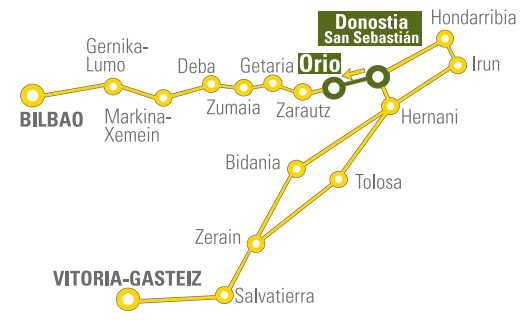 Donostia
San Sebastián
Hondarribia
Gernika-
Lumo
Deba
Getaria
Orio
Irun
BILBAO
Markina-
Xemein
Zumaia
Zarautz
Hernani
Bidania
Tolosa
Zerain
VITORIA-GASTEIZ
Salvatierra